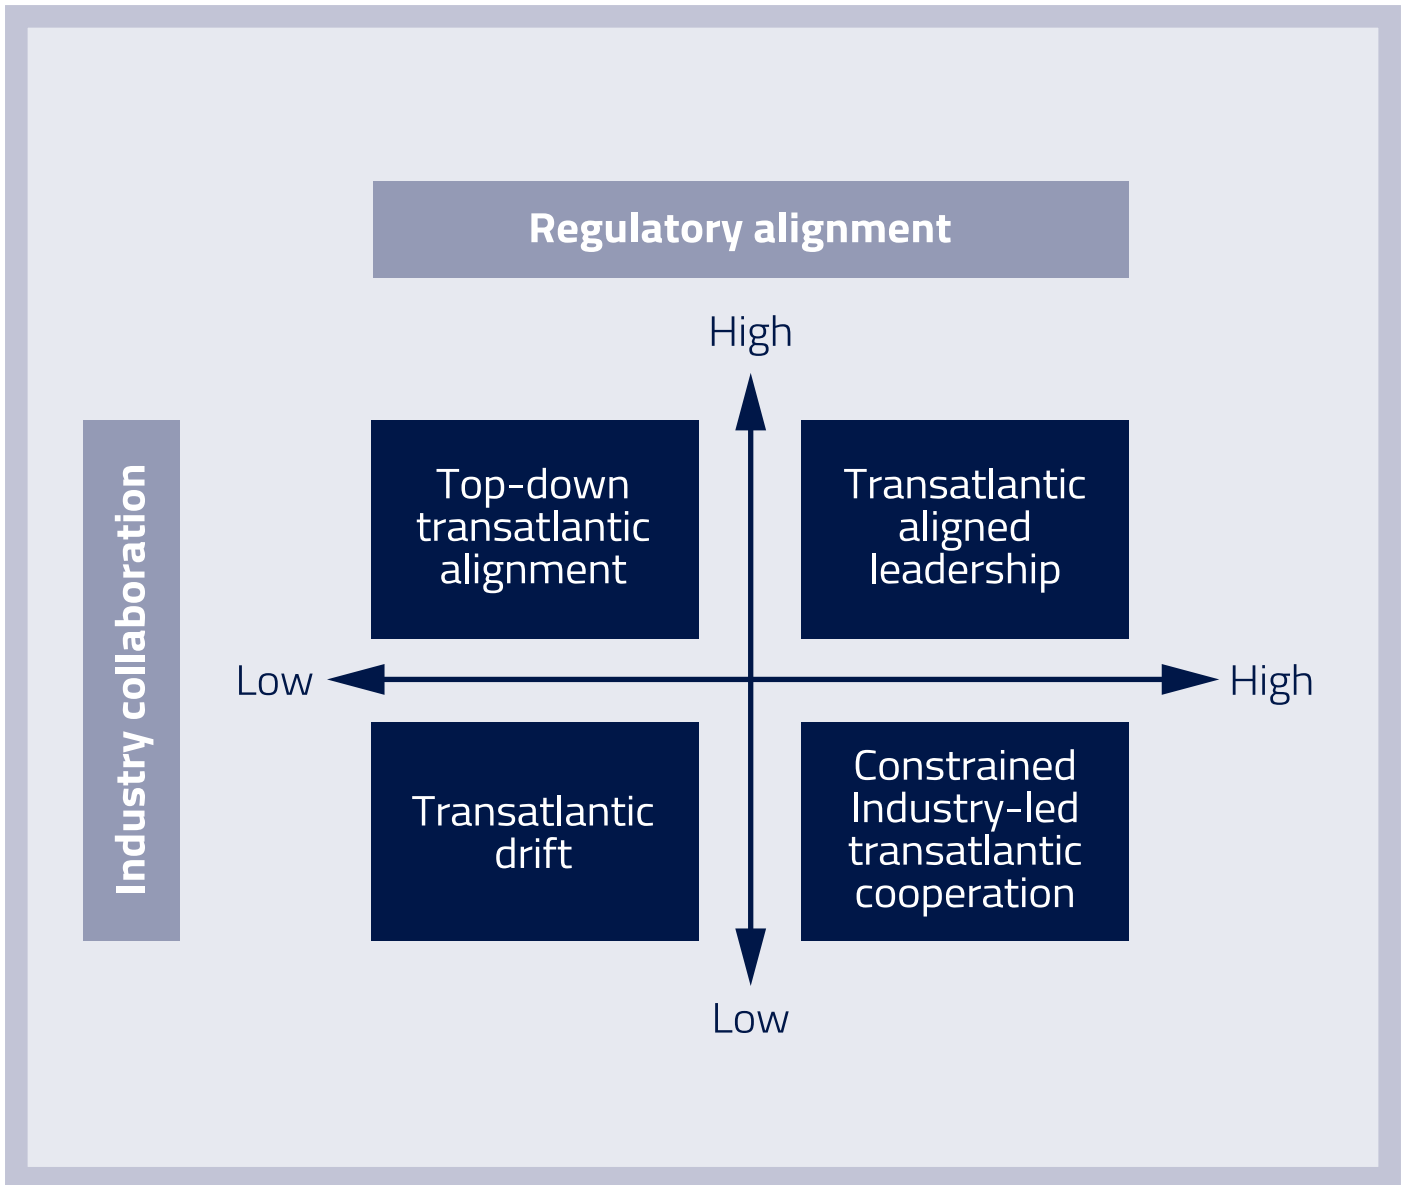 Regulatory alignment
High
Industry collaboration
Top-down
transatlantic
alignment
Transatlantic
aligned
leadership
Low
High
Transatlantic
drift
Constrained
Industry-led
transatlantic
cooperation
Low